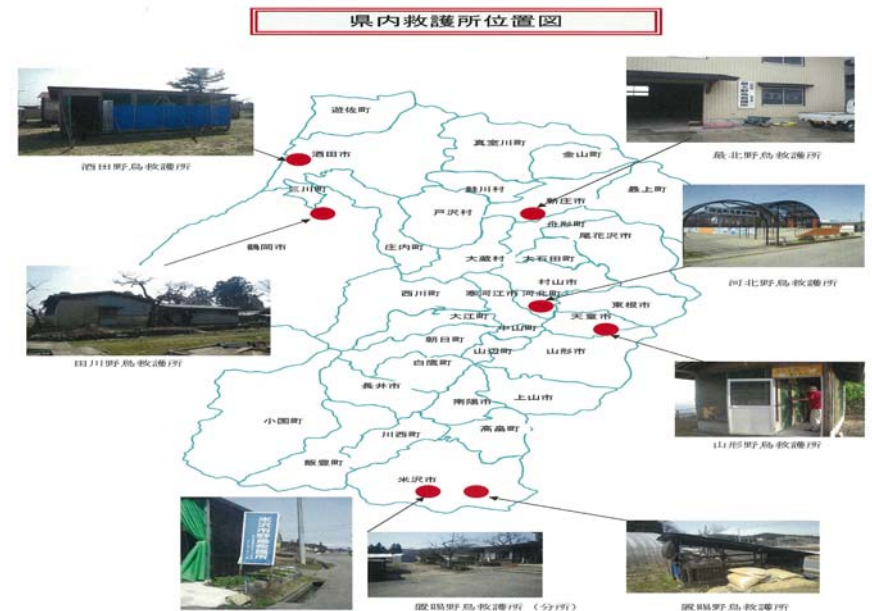 県内救護所位置図
酒田野鳥救護所
最北野鳥救護所
遊佐町
真室川町
金山町
酒田市
鮭川村
最上町
三川町
新庄市
戸沢村
舟形町
尾花沢市
鶴岡市
庄内町
大蔵村
大石田町
村山市
河北野鳥救護所
西川町
寒河江市
河北町
東根市
大江町
天童市
中山町
田川野鳥救護所
朝日町
山辺町
山形市
白鷹町
長井市
上山市
南陽市
小国町
高畠町
川西町
山形野鳥救護所
飯豊町
米沢市
米沢市野鳥救護所
置賜野鳥救護所（分所）
置賜野鳥救護所